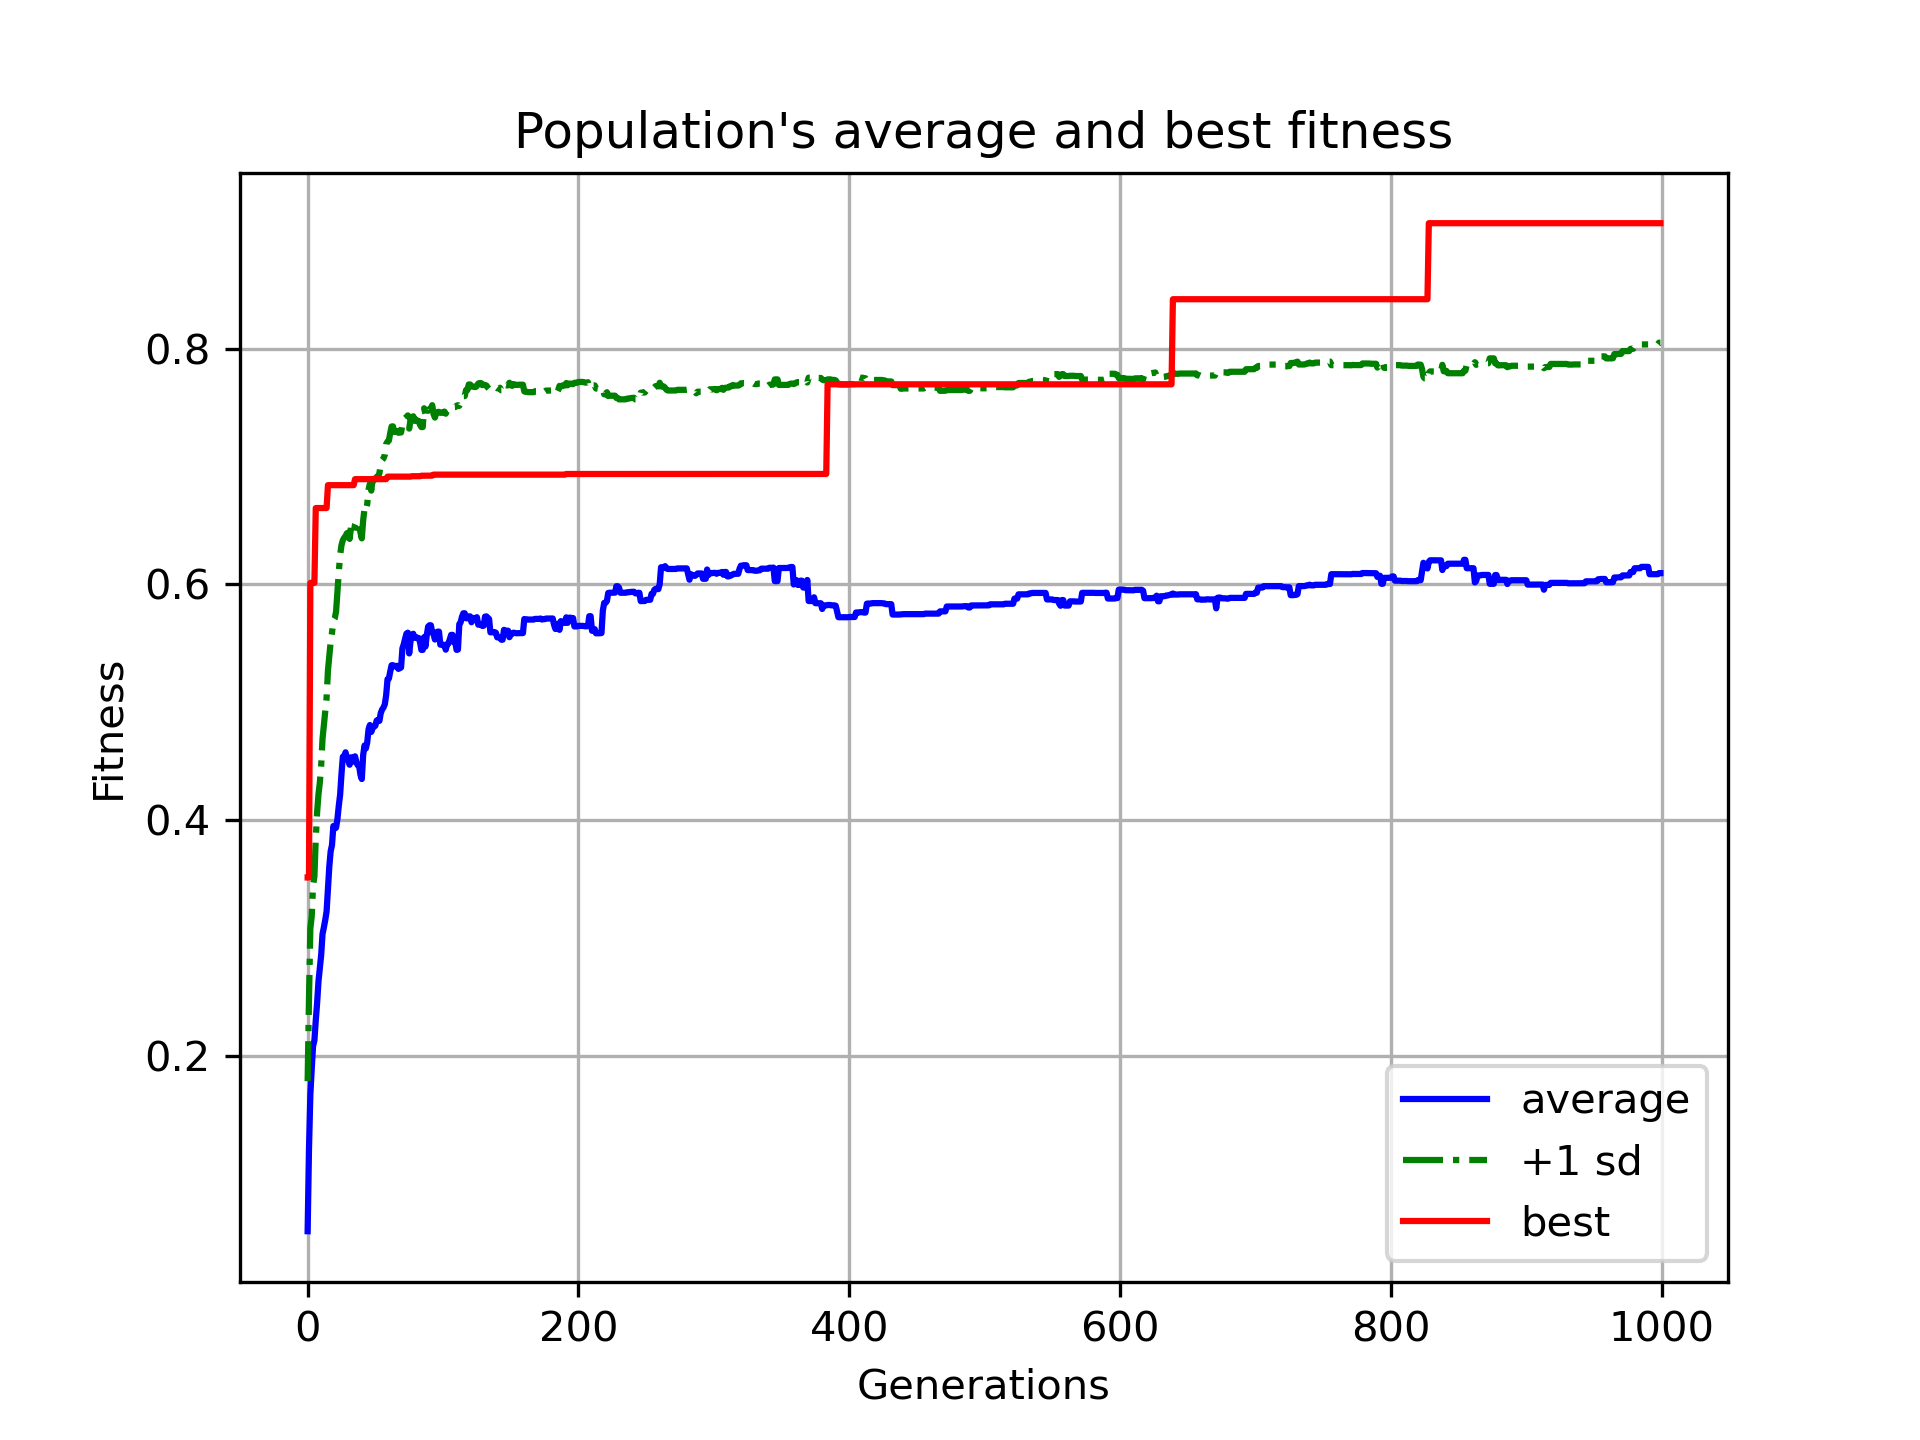 Population's average and best fitness
Fitness
0.8
0.6
0.4
0.2
0 200 400 600 800 1000
Generations
average
+1 sd
best